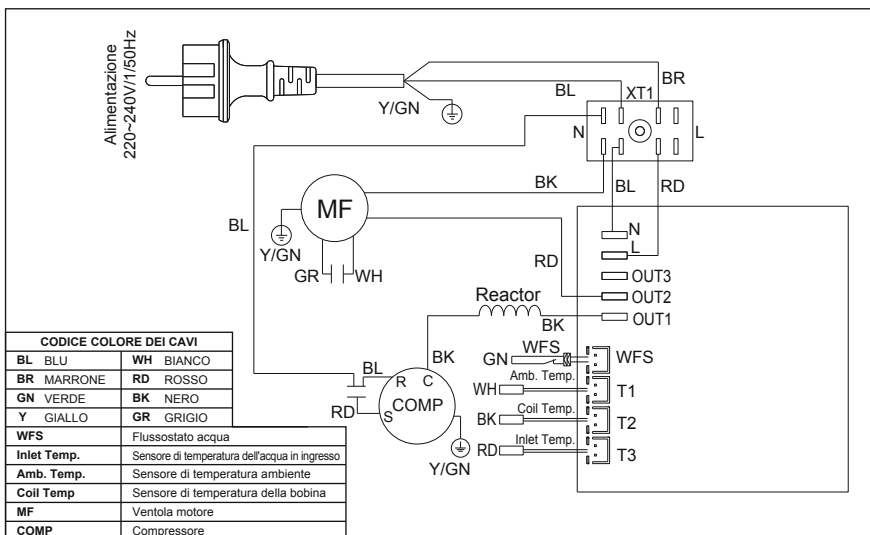 Alimentazione
220~240V/1/50Hz
Y/GN
BL
BR
XT1
N
L
BK
BL
RD
MF
Y/GN
BL
GR
WH
RD
N
L
OUT3
OUT2
OUT1
Reactor
BK
BK
WFS
GN
WFS
Amb. Temp.
WH
T1
Coil Temp.
BK
T2
Inlet Temp.
RD
T3
BL
R
C
S
COMP
RD
Y/GN
CODICE COLORE DEI CAVI
BL BLU WH BIANCO
BR MARRONE RD ROSSO
GN VERDE BK NERO
Y GIALLO GR GRIGIO
WFS Flussostato acqua
Inlet Temp. Sensore di temperatura dell'acqua in ingresso
Amb. Temp. Sensore di temperatura ambiente
Coil Temp Sensore di temperatura della bobina
MF Ventola motore
COMP Compressore